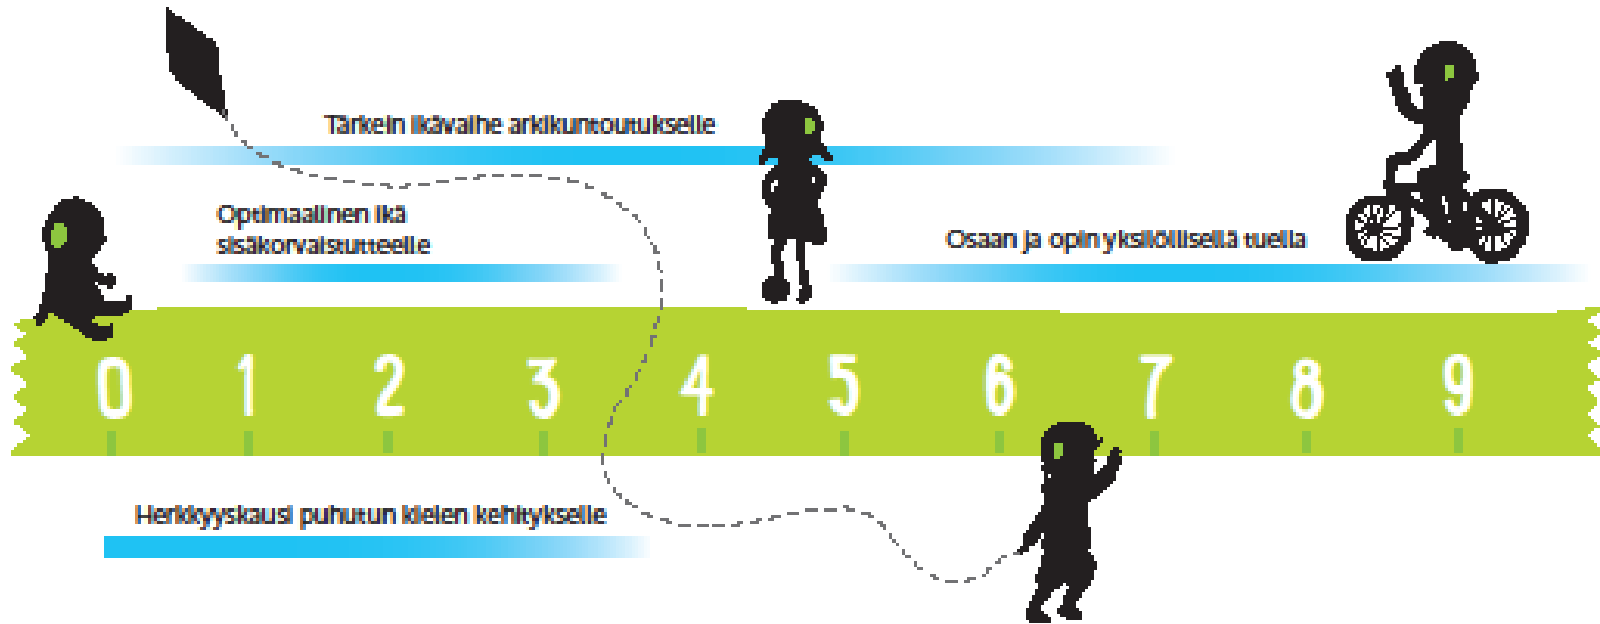 Tärkein ikävaihe arkikuntoutukselle
Optimaalinen ikä
sisäkorvaistutteelle
Osaan ja opin yksilöllisellä tuella
0 1 2 3 4 5 6 7 8 9
Herkkyyskausi puhutun kielen kehitykselle